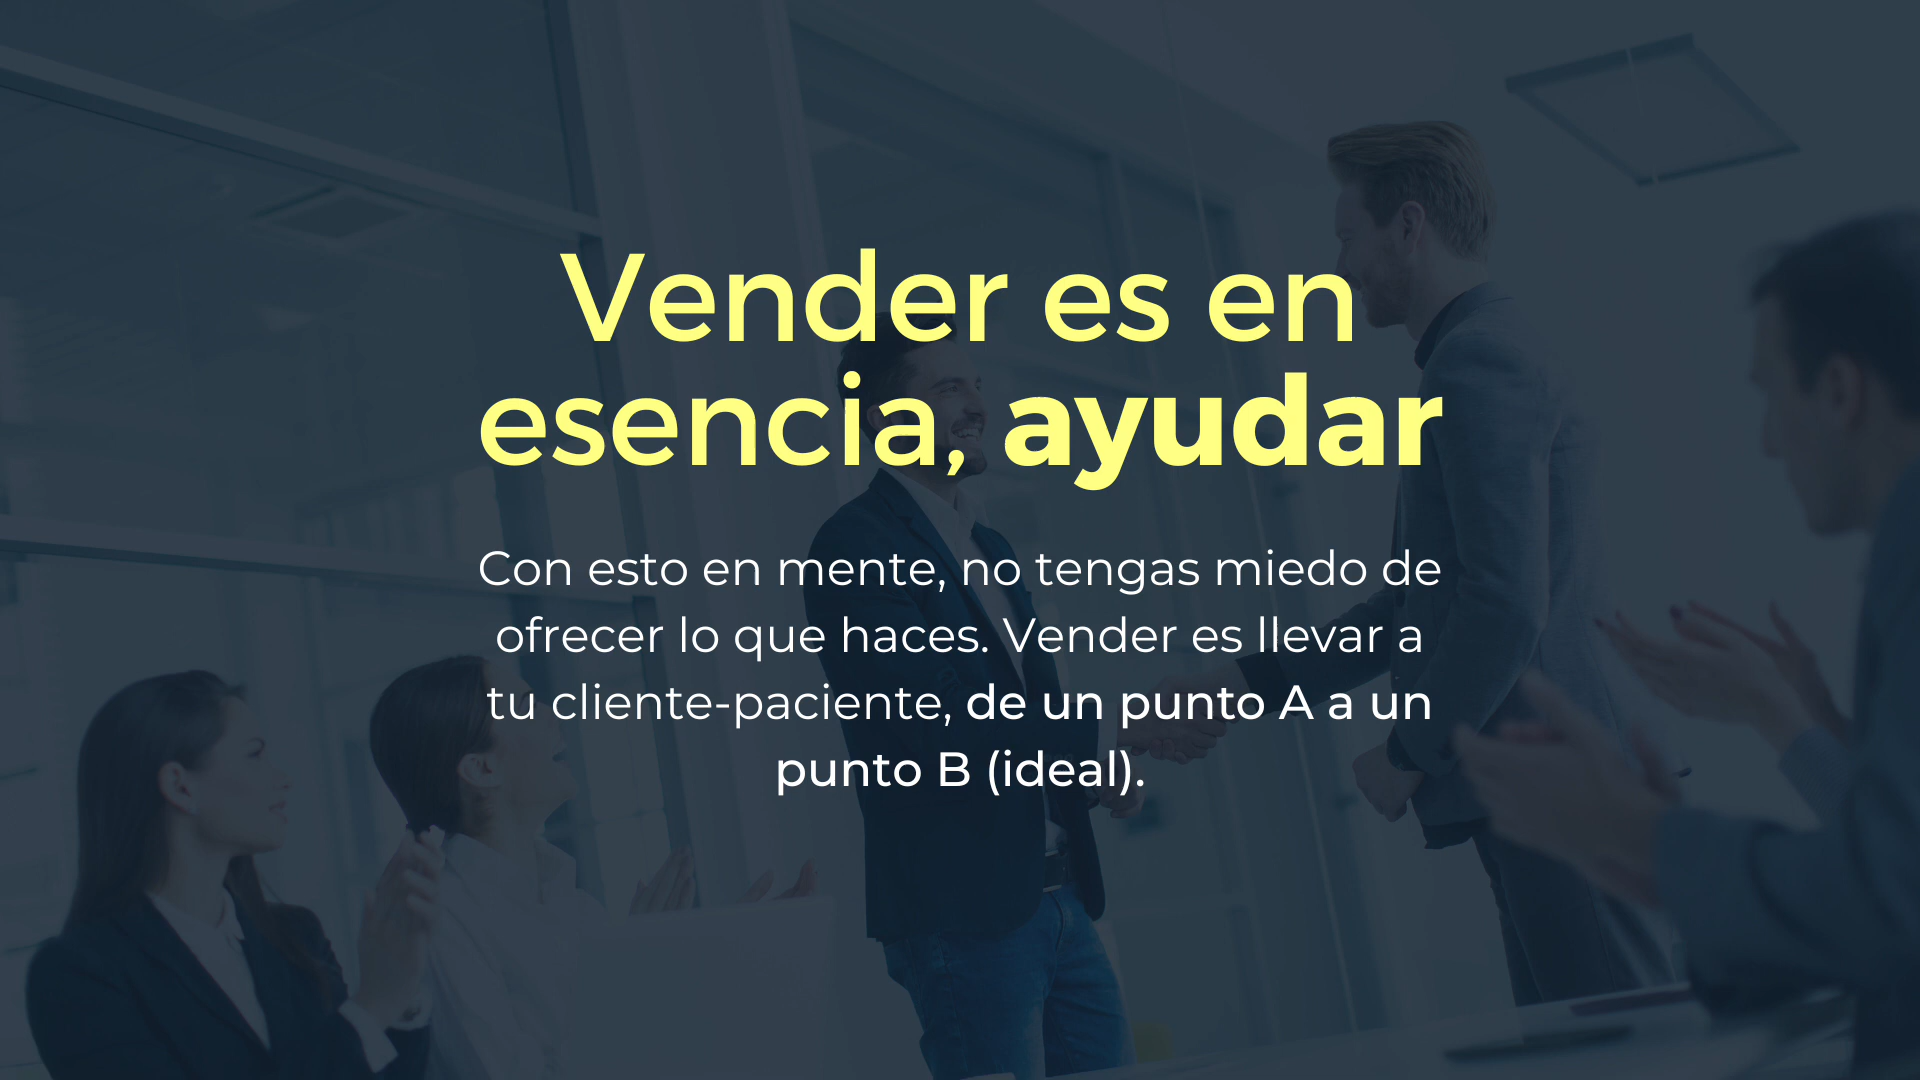 Vender es en
esencia, ayudar
Con esto en mente, no tengas miedo de
ofrecer lo que haces. Vender es llevar a
tu cliente-paciente, de un punto A a un
punto B (ideal).